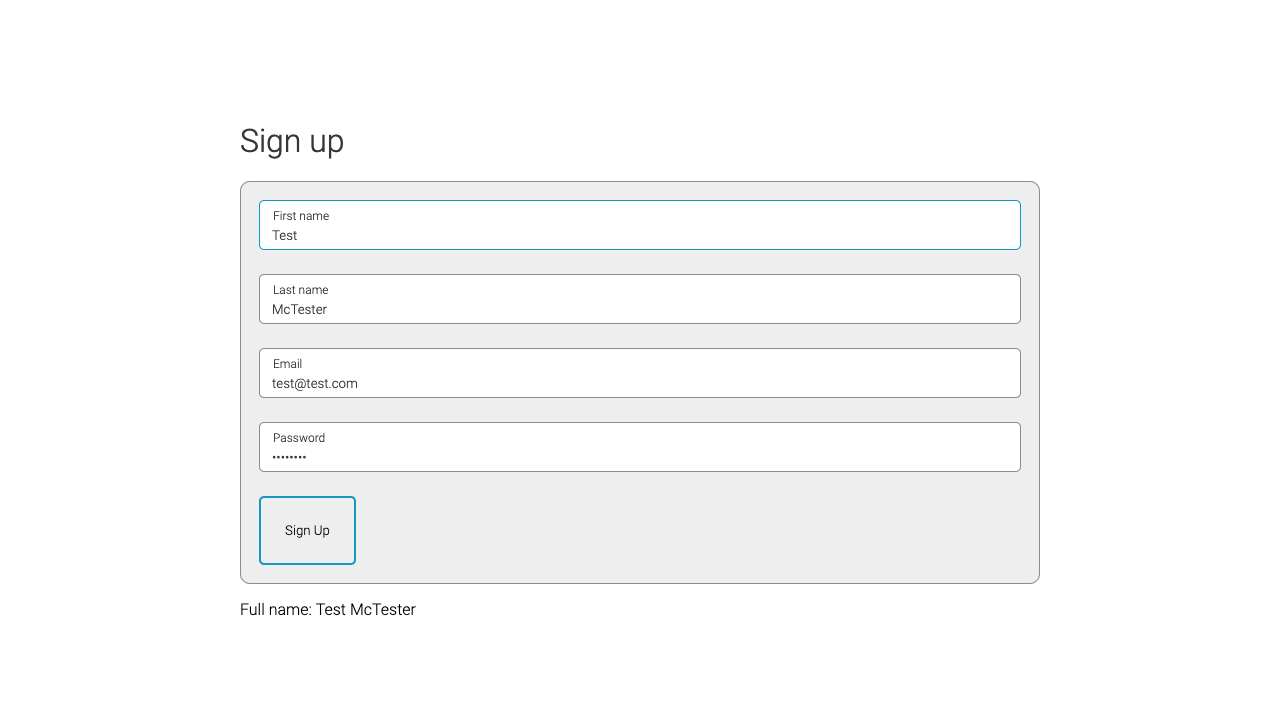 Sign up
First name
Test
Last name
McTester
Email
test@test.com
Password
••••••••
Sign Up
Full name: Test McTester